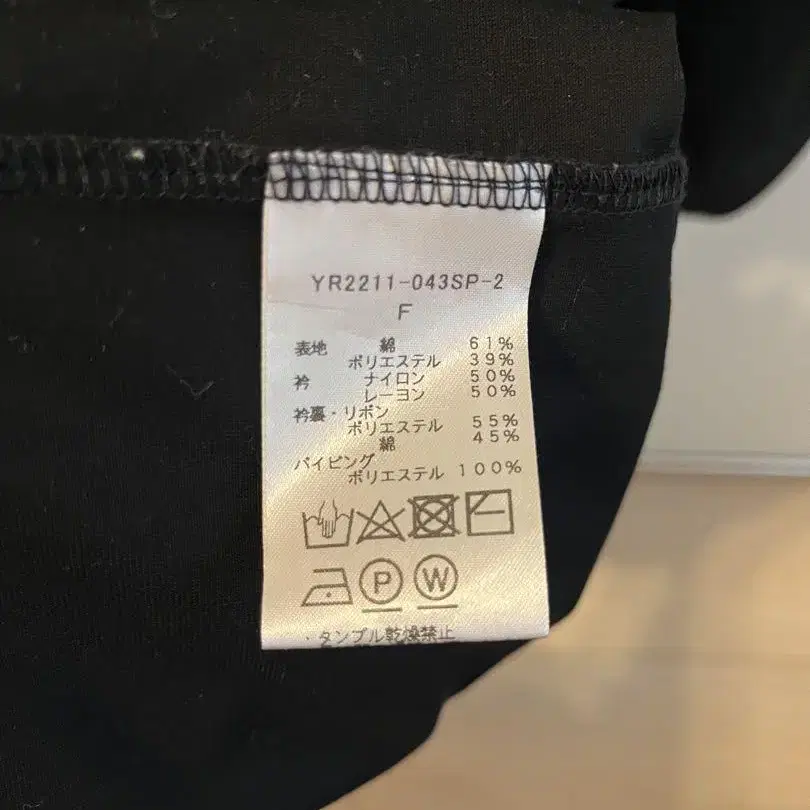 YR2211-043SP-2
F
表地 綿 61%
ポリエステル 39%
衿 ナイロン 50%
レーヨン 50%
衿裏・リボン
ポリエステル 55%
綿 45%
パイピング
ポリエステル 100%
P W
・タンブル乾燥禁止